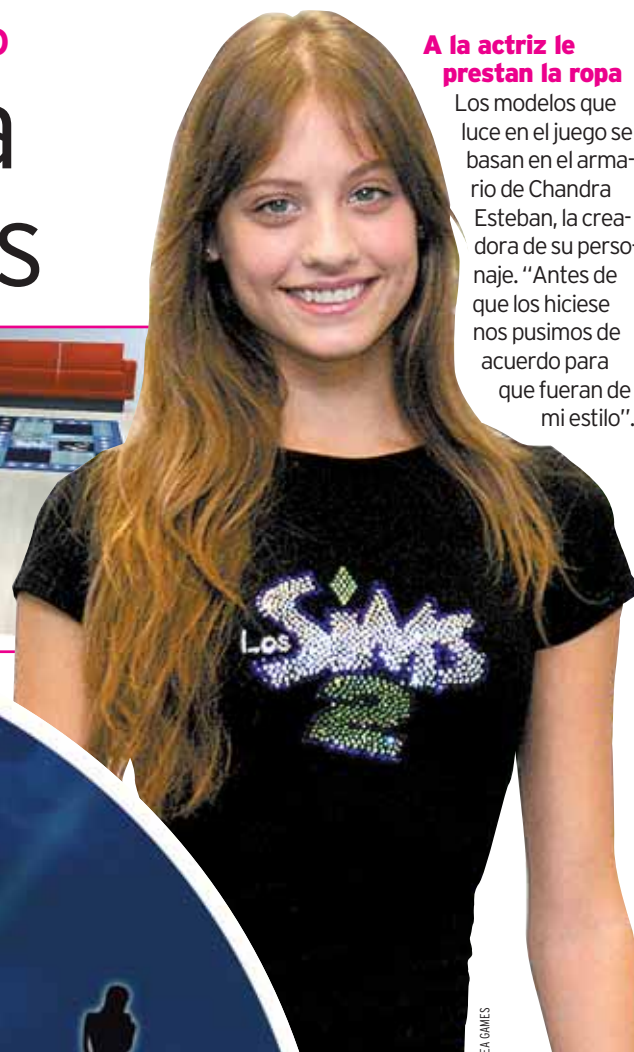 o
a
s
A la actriz le
prestan la ropa
Los modelos que
luce en el juego se
basan en el arma-
rio de Chandra
Esteban, la crea-
dora de su perso-
naje. “Antes de
que los hiciese
nos pusimos de
acuerdo para
que fueran de
mi estilo”.
Los SiMs
2
EA GAMES